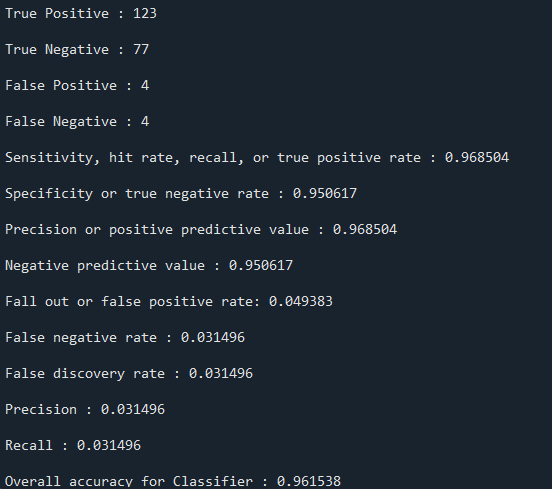 True Positive : 123
True Negative : 77
False Positive : 4
False Negative : 4
Sensitivity, hit rate, recall, or true positive rate : 0.968504
Specificity or true negative rate : 0.950617
Precision or positive predictive value : 0.968504
Negative predictive value : 0.950617
Fall out or false positive rate: 0.049383
False negative rate : 0.031496
False discovery rate : 0.031496
Precision : 0.031496
Recall : 0.031496
Overall accuracy for Classifier : 0.961538